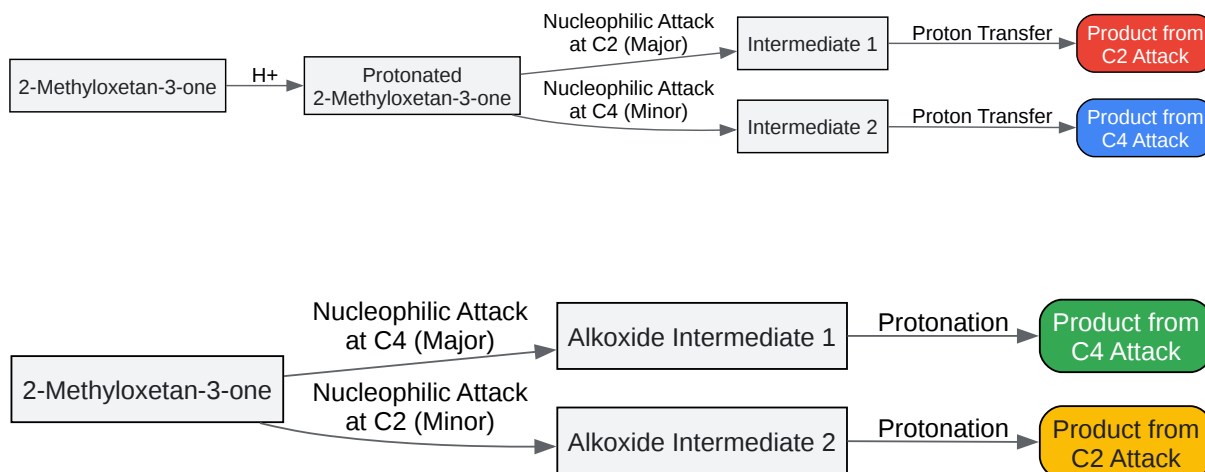 2-Methyloxetan-3-one
H+
Protonated
2-Methyloxetan-3-one
Nucleophilic Attack
at C2 (Major)
Intermediate 1
Proton Transfer
Product from
C2 Attack
Nucleophilic Attack
at C4 (Minor)
Intermediate 2
Proton Transfer
Product from
C4 Attack
2-Methyloxetan-3-one
Nucleophilic Attack
at C4 (Major)
Alkoxide Intermediate 1
Protonation
Product from
C4 Attack
Nucleophilic Attack
at C2 (Minor)
Alkoxide Intermediate 2
Protonation
Product from
C2 Attack